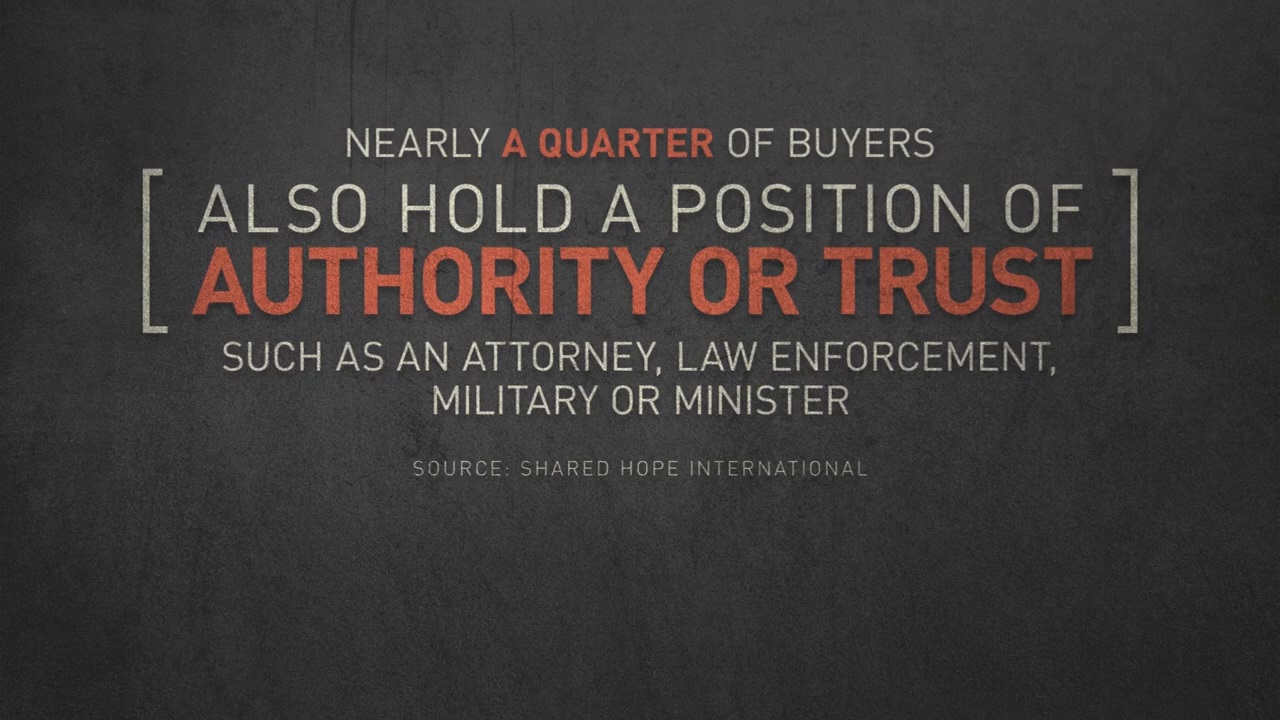 NEARLY A QUARTER OF BUYERS
ALSO HOLD A POSITION OF
AUTHORITY OR TRUST
SUCH AS AN ATTORNEY, LAW ENFORCEMENT,
MILITARY OR MINISTER
SOURCE: SHARED HOPE INTERNATIONAL